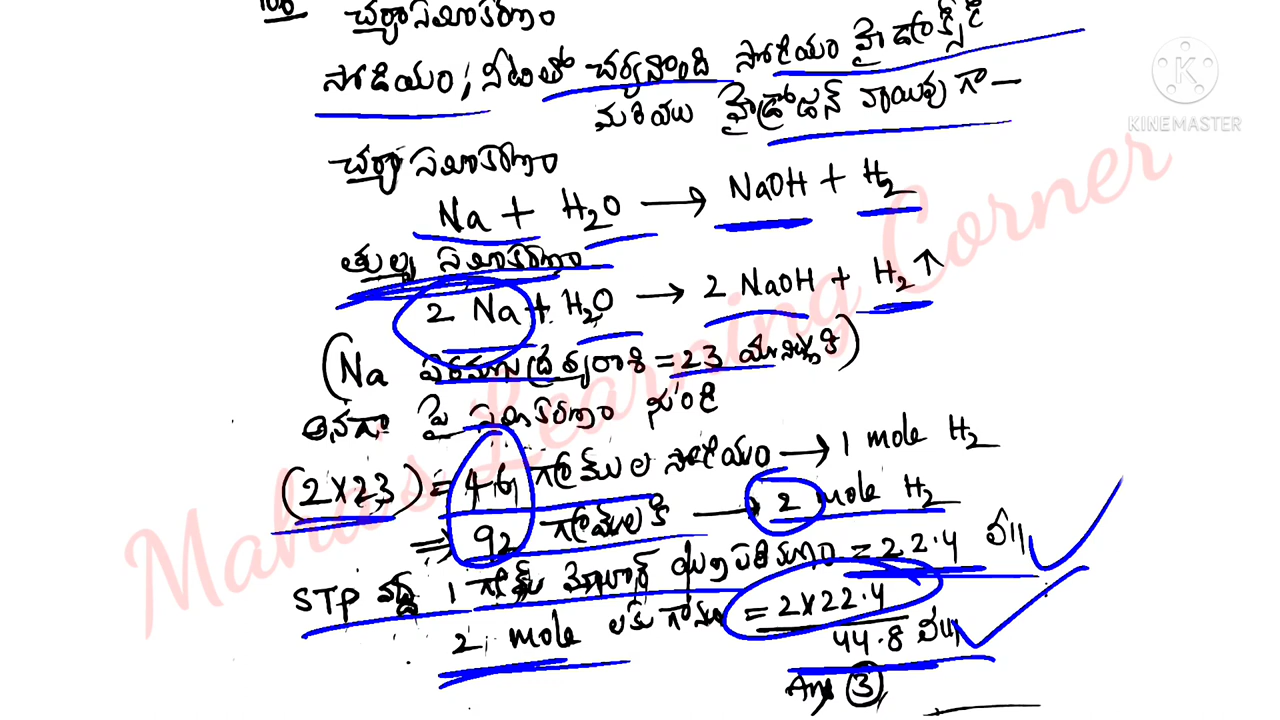 చర్యాసమీకరణం
సోడియం, నీటితో చర్యనొంది సోడియం హైడ్రాక్సైడ్
మరియు హైడ్రోజన్ వాయువు గా—
KINEMASTER
చర్యా సమీకరణం
Na + H₂O → NaOH + H₂
తుల్య సమీకరణం
2 Na + H₂O → 2 NaOH + H₂↑
(Na పరమాణుద్రవ్యరాశి = 23 యూనిట్లకి)
అనగా పై సమీకరణం నుండి
(2×23) = 46 గ్రాముల సోడియం → 1 mole H₂
⇒ 92 గ్రాములకి → 2 mole H₂
STP వద్ద 1 గ్రామ్ మోలార్ ఘనపరిమాణం = 22.4 లీ॥
2 mole లకు గాను = 2×22.4
44.8 లీ॥
Ans ③
Maha's Learning Corner